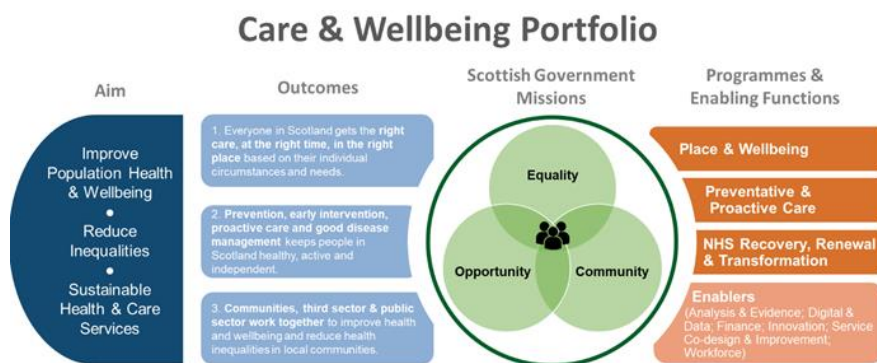 Care & Wellbeing Portfolio
Aim
Outcomes
Scottish Government
Missions
Programmes &
Enabling Functions
Improve
Population Health
& Wellbeing
•
Reduce
Inequalities
•
Sustainable
Health & Care
Services
1. Everyone in Scotland gets the right
care, at the right time, in the right
place based on their individual
circumstances and needs.
2. Prevention, early intervention,
proactive care and good disease
management keeps people in
Scotland healthy, active and
independent.
3. Communities, third sector & public
sector work together to improve health
and wellbeing and reduce health
inequalities in local communities.
Equality
Opportunity
Community
Place & Wellbeing
Preventative &
Proactive Care
NHS Recovery, Renewal
& Transformation
Enablers
(Analysis & Evidence; Digital &
Data; Finance; Innovation; Service
Co-design & Improvement;
Workforce)